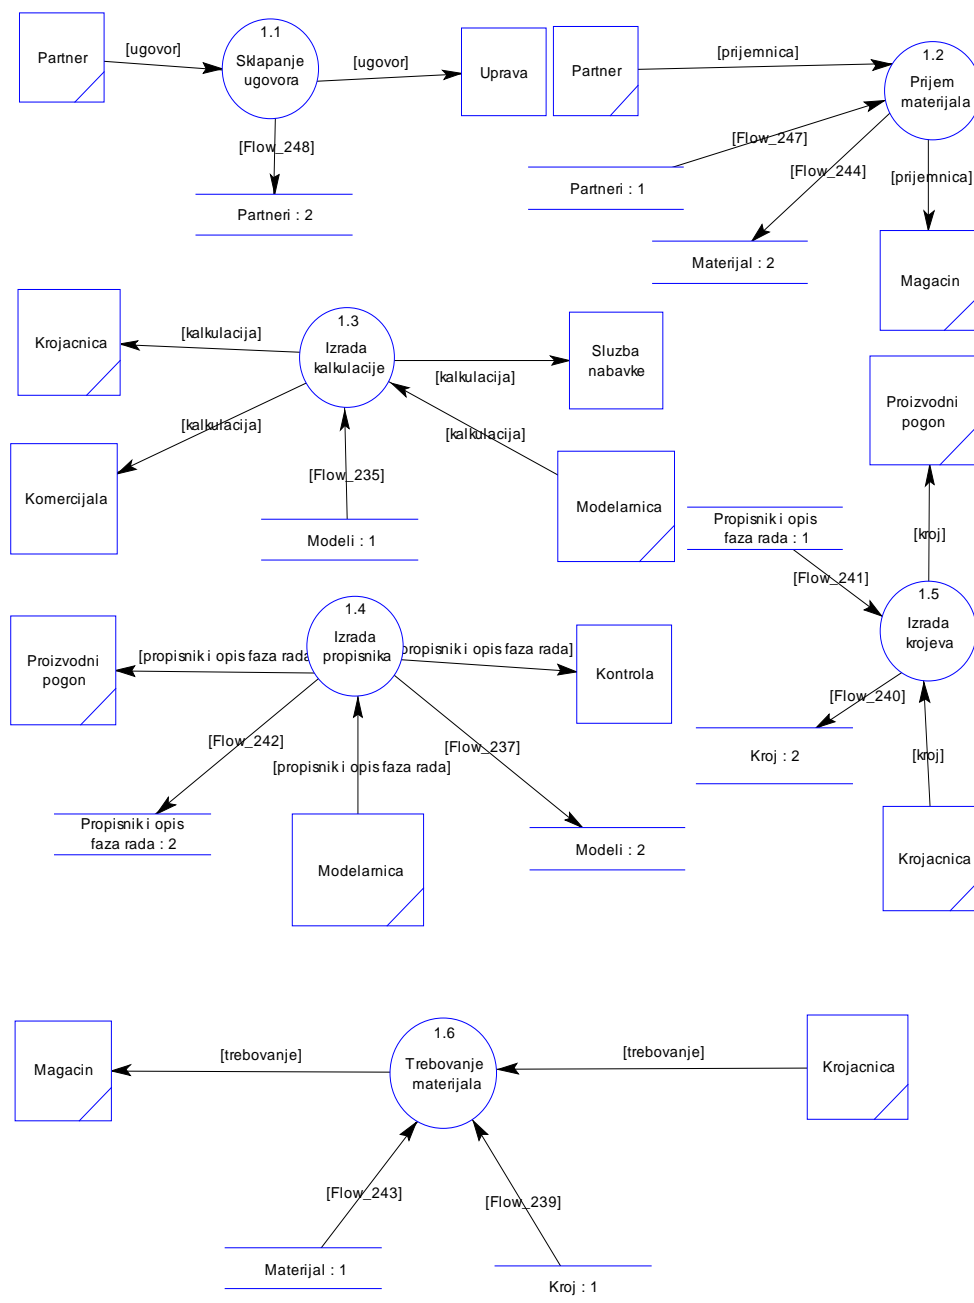 1.1
Partner
[ugovor]
Sklapanje
ugovora
[ugovor]
Uprava
Partner
[prijemnica]
1.2
Prijem
materijala
[Flow_248]
[Flow_247]
[Flow_244]
[prijemnica]
Partneri : 2
Partneri : 1
Materijal : 2
Magacin
Krojacnica
[kalkulacija]
1.3
Izrada
kalkulacije
[kalkulacija]
Sluzba
nabavke
[kalkulacija]
[kalkulacija]
Komercijala
[Flow_235]
Modeli : 1
Modelarnica
Proizvodni
pogon
Propisnik i opis
faza rada : 1
[kroj]
[Flow_241]
1.5
Izrada
krojeva
[Flow_240]
Kroj : 2
[kroj]
Krojacnica
Proizvodni
pogon
[propisnik i opis faza rada
1.4
Izrada
propisnika
propisnik i opis faza rada]
Kontrola
[Flow_242]
[Flow_237]
[propisnik i opis faza rada]
Propisnik i opis
faza rada : 2
Modelarnica
Modeli : 2
Magacin
[trebovanje]
1.6
Trebovanje
materijala
[trebovanje]
Krojacnica
[Flow_243]
[Flow_239]
Materijal : 1
Kroj : 1